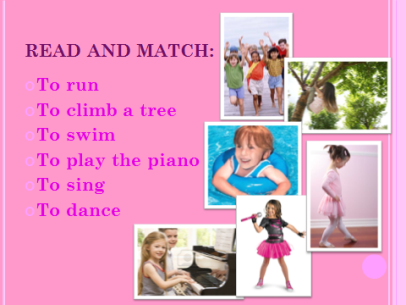 READ AND MATCH:
To run
To climb a tree
To swim
To play the piano
To sing
To dance